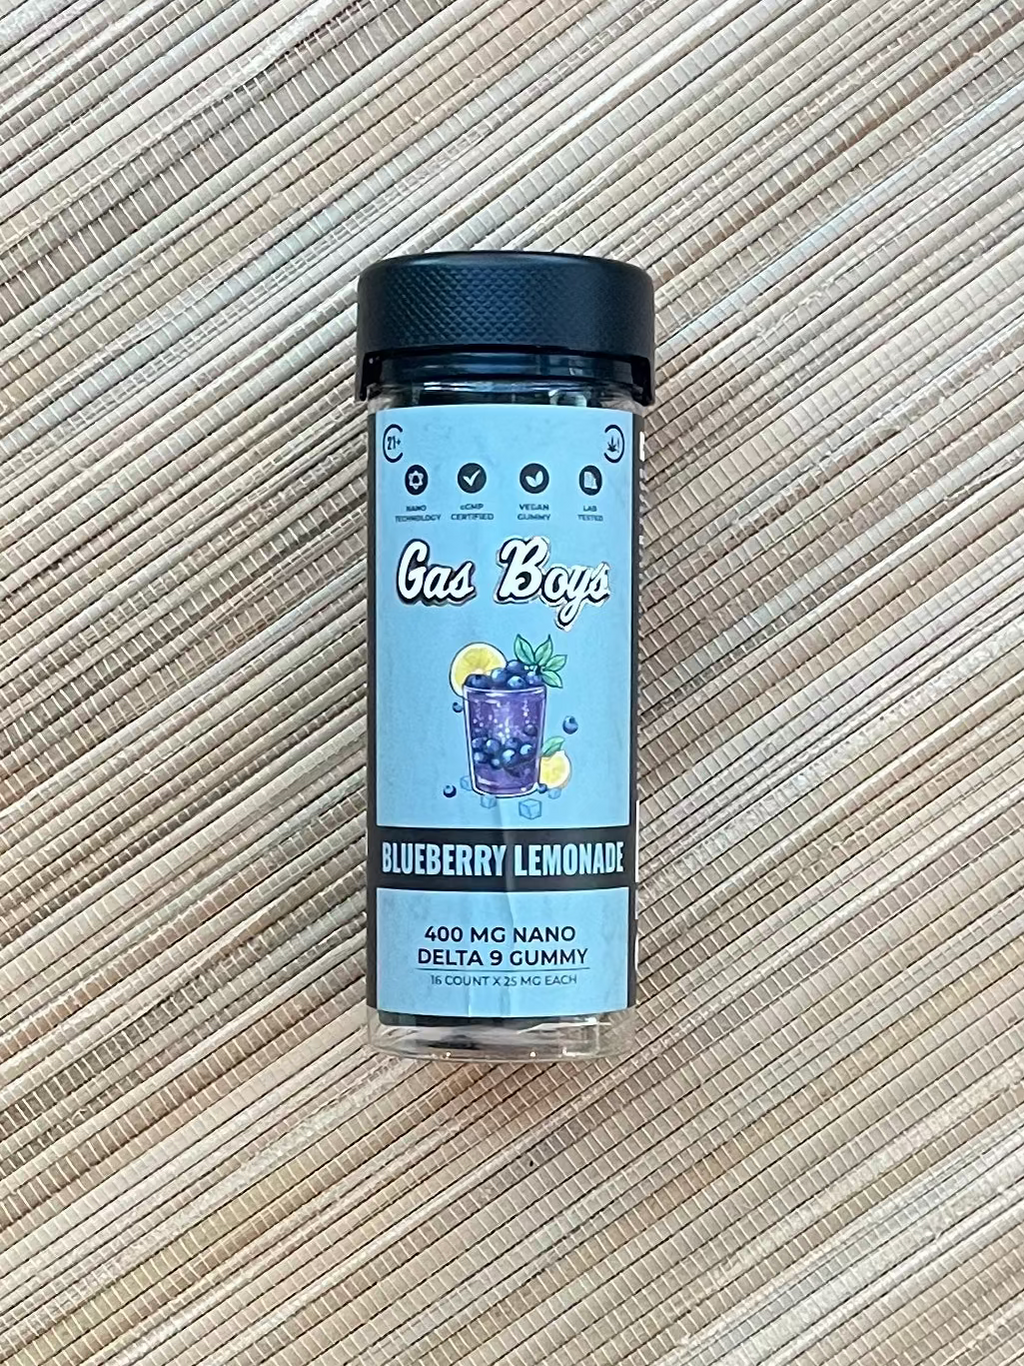 21+
NANO TECHNOLOGY
cGMP CERTIFIED
VEGAN GUMMY
LAB TESTED
Gas Boys
BLUEBERRY LEMONADE
400 MG NANO
DELTA 9 GUMMY
16 COUNT X 25 MG EACH